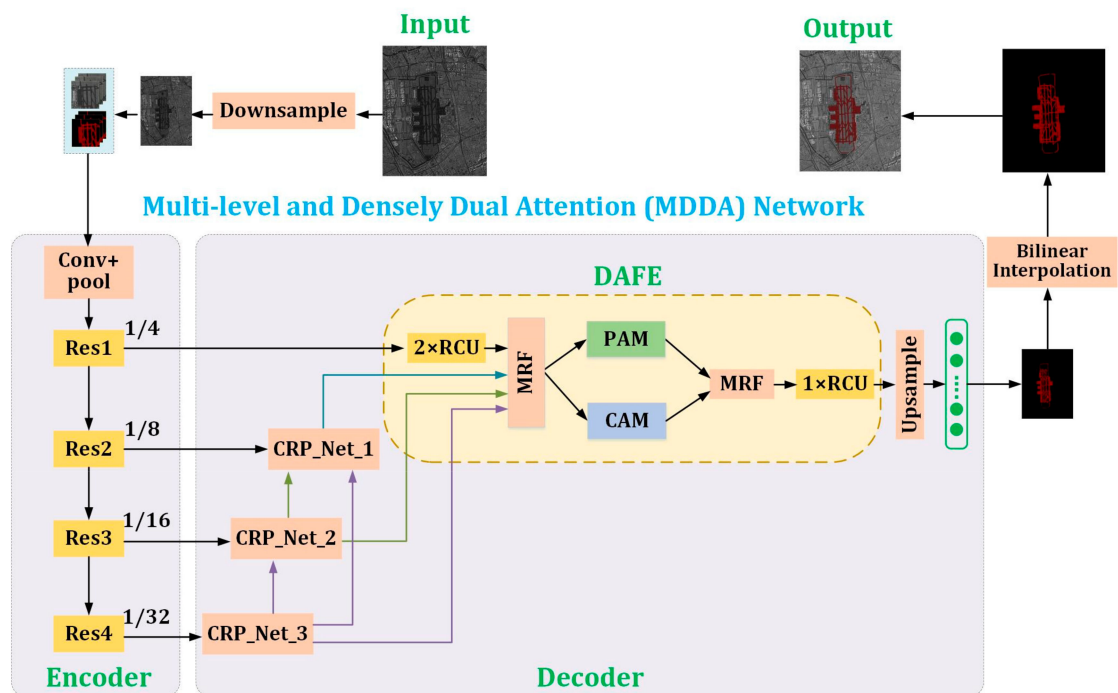 Input
Output
Downsample
Multi-level and Densely Dual Attention (MDDA) Network
Conv+
pool
Bilinear
Interpolation
DAFE
1/4
Res1
2×RCU
MRF
PAM
CAM
MRF
1×RCU
Upsample
1/8
Res2
CRP_Net_1
1/16
Res3
CRP_Net_2
1/32
Res4
CRP_Net_3
Encoder
Decoder